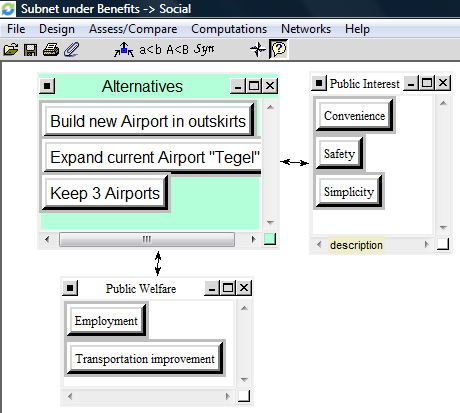 Subnet under Benefits -> Social
File Design Assess/Compare Computations Networks Help
a<b A<B Syn ?
Alternatives
Build new Airport in outskirts
Expand current Airport "Tegel"
Keep 3 Airports
Public Interest
Convenience
Safety
Simplicity
description
Public Welfare
Employment
Transportation improvement